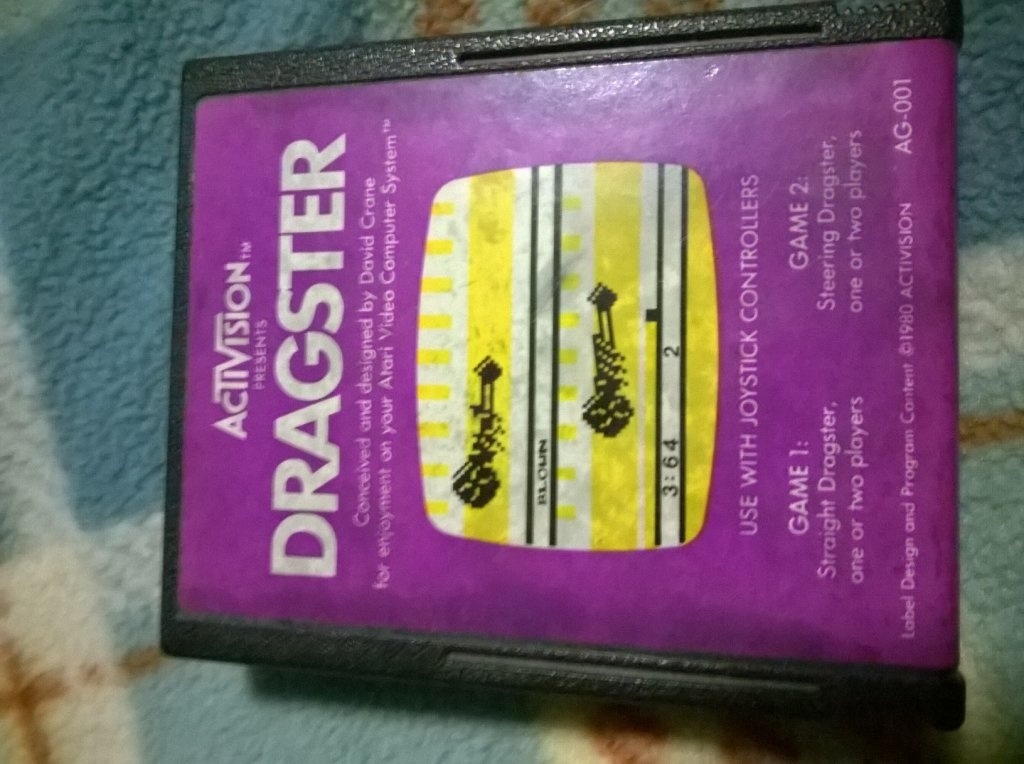 ACTIVISION™
PRESENTS
DRAGSTER
Conceived and designed by David Crane
for enjoyment on your Atari Video Computer System™
BLOWN
3:64 2
USE WITH JOYSTICK CONTROLLERS
GAME 1:
Straight Dragster,
one or two players
GAME 2:
Steering Dragster,
one or two players
Label Design and Program Content ©1980 ACTIVISION AG-001